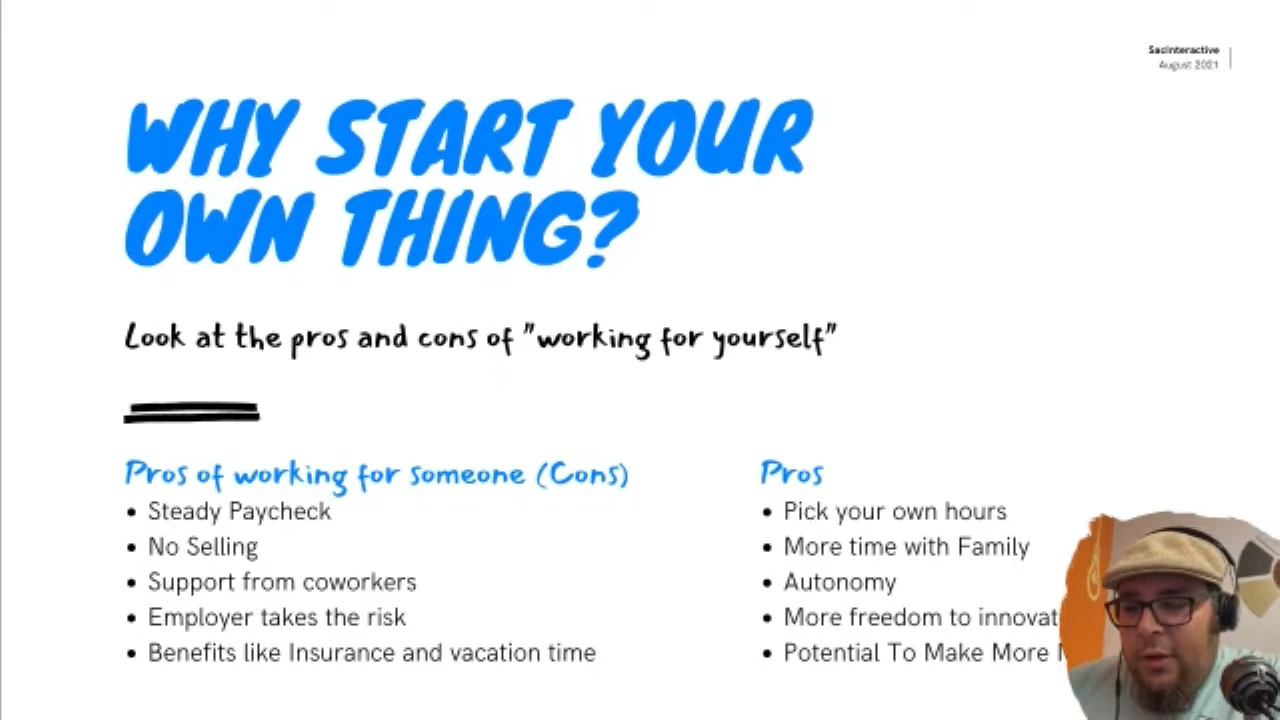 SacInteractive
August 2021
WHY START YOUR
OWN THING?
Look at the pros and cons of "working for yourself"
Pros of working for someone (Cons)
• Steady Paycheck
• No Selling
• Support from coworkers
• Employer takes the risk
• Benefits like Insurance and vacation time
Pros
• Pick your own hours
• More time with Family
• Autonomy
• More freedom to innovat
• Potential To Make More